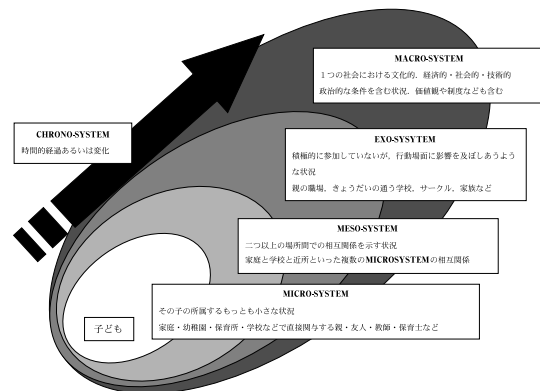 MACRO-SYSTEM
１つの社会における文化的．経済的・社会的・技術的
政治的な条件を含む状況．価値観や制度なども含む
CHRONO-SYSTEM
時間的経過あるいは変化
EXO-SYSYTEM
積極的に参加していないが，行動場面に影響を及ぼしあうよう
な状況
親の職場，きょうだいの通う学校，サークル，家族など
MESO-SYSTEM
二つ以上の場所間での相互関係を示す状況
家庭と学校と近所といった複数のMICROSYSTEMの相互関係
MICRO-SYSTEM
その子の所属するもっとも小さな状況
家庭・幼稚園・保育所・学校などで直接関与する親・友人・教師・保育士など
子ども